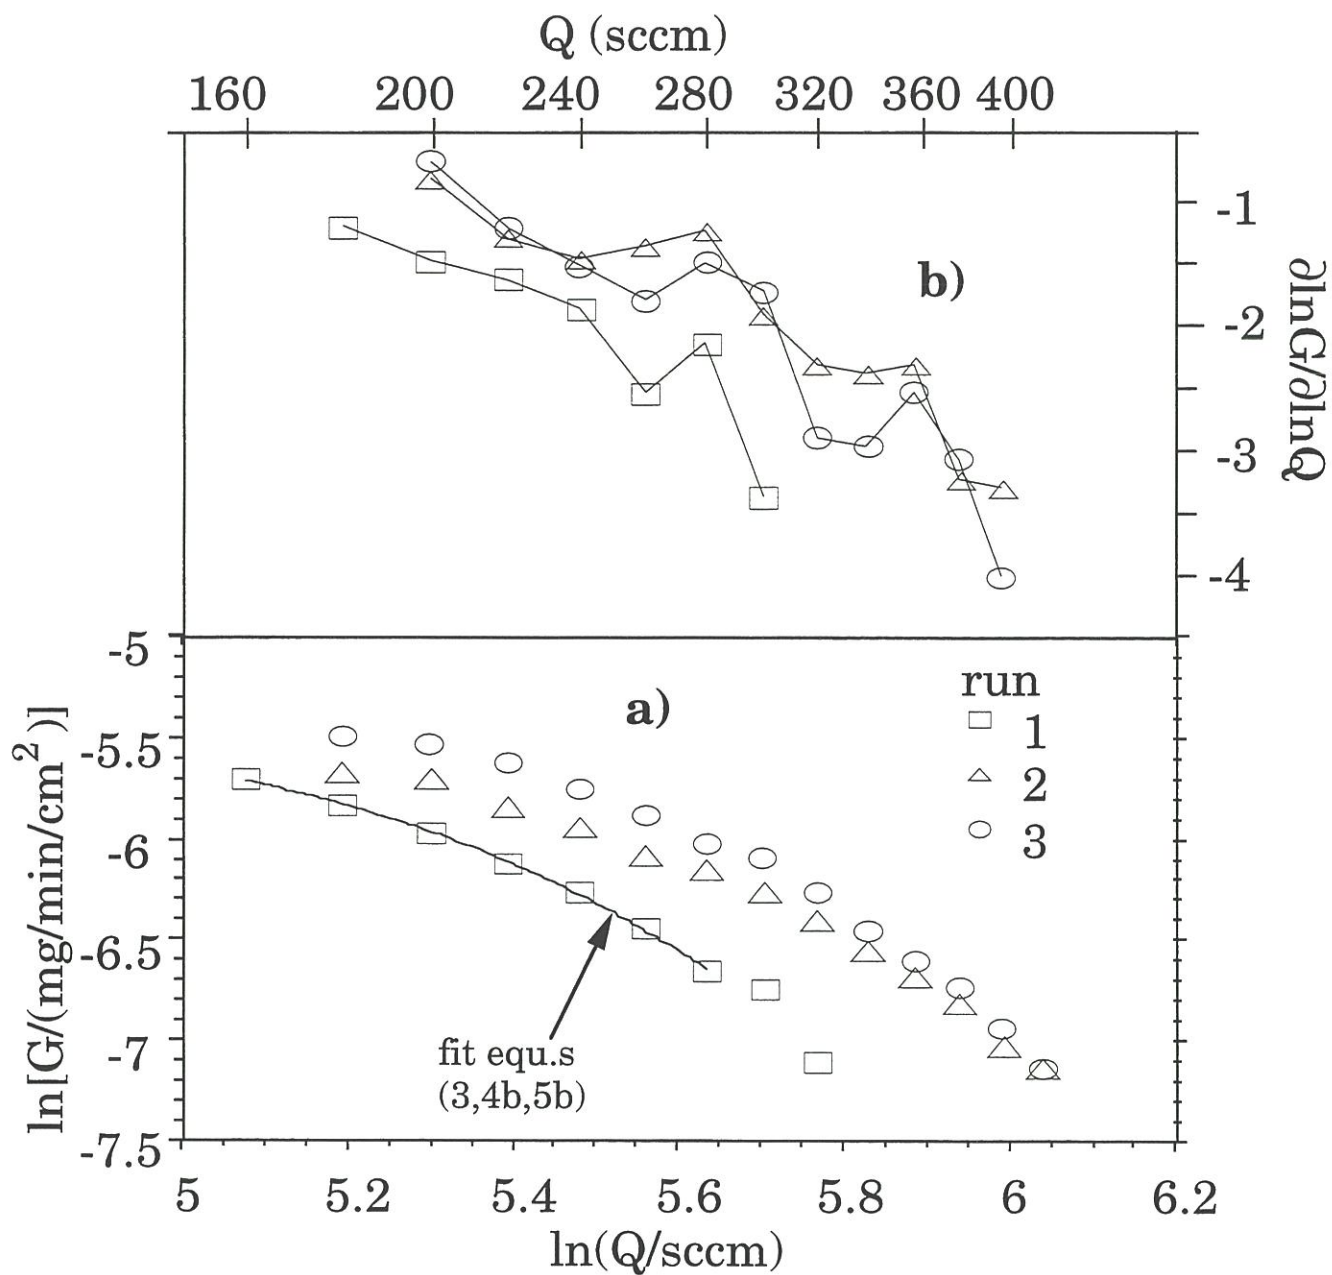 Q (sccm)
160 200 240 280 320 360 400
-1
-2
-3
-4
∂lnG/∂lnQ
b)
-5
-5.5
-6
-6.5
-7
-7.5
ln[G/(mg/min/cm²)]
a)
run
1
2
3
fit equ.s
(3,4b,5b)
5 5.2 5.4 5.6 5.8 6 6.2
ln(Q/sccm)